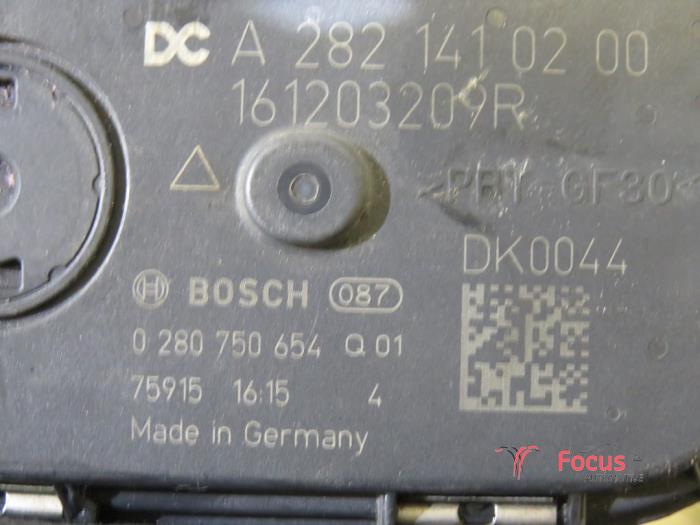 DC A 282 141 02 00
161203209R
>PBT-GF30<
DK0044
BOSCH 087
0 280 750 654 Q 01
75915 16:15 4
Made in Germany
Focus
AUTOMOTIVE